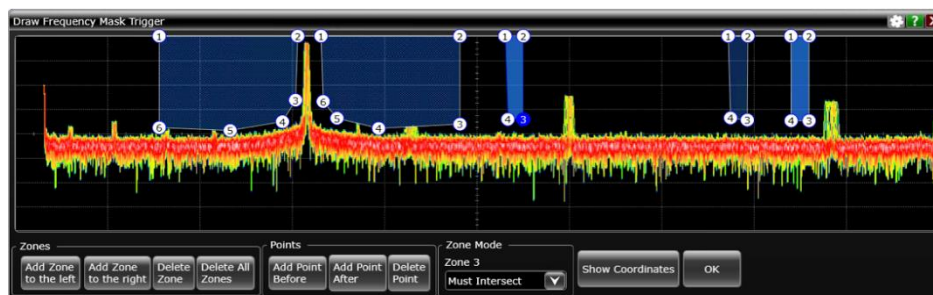 Draw Frequency Mask Trigger
?
1 2 1 2 1 2 1 2 1 2
3 6
4 5 4 3 4 3 4 3 4 3
6 5
Zones
Add Zone to the left
Add Zone to the right
Delete Zone
Delete All Zones
Points
Add Point Before
Add Point After
Delete Point
Zone Mode
Zone 3
Must Intersect
Show Coordinates
OK